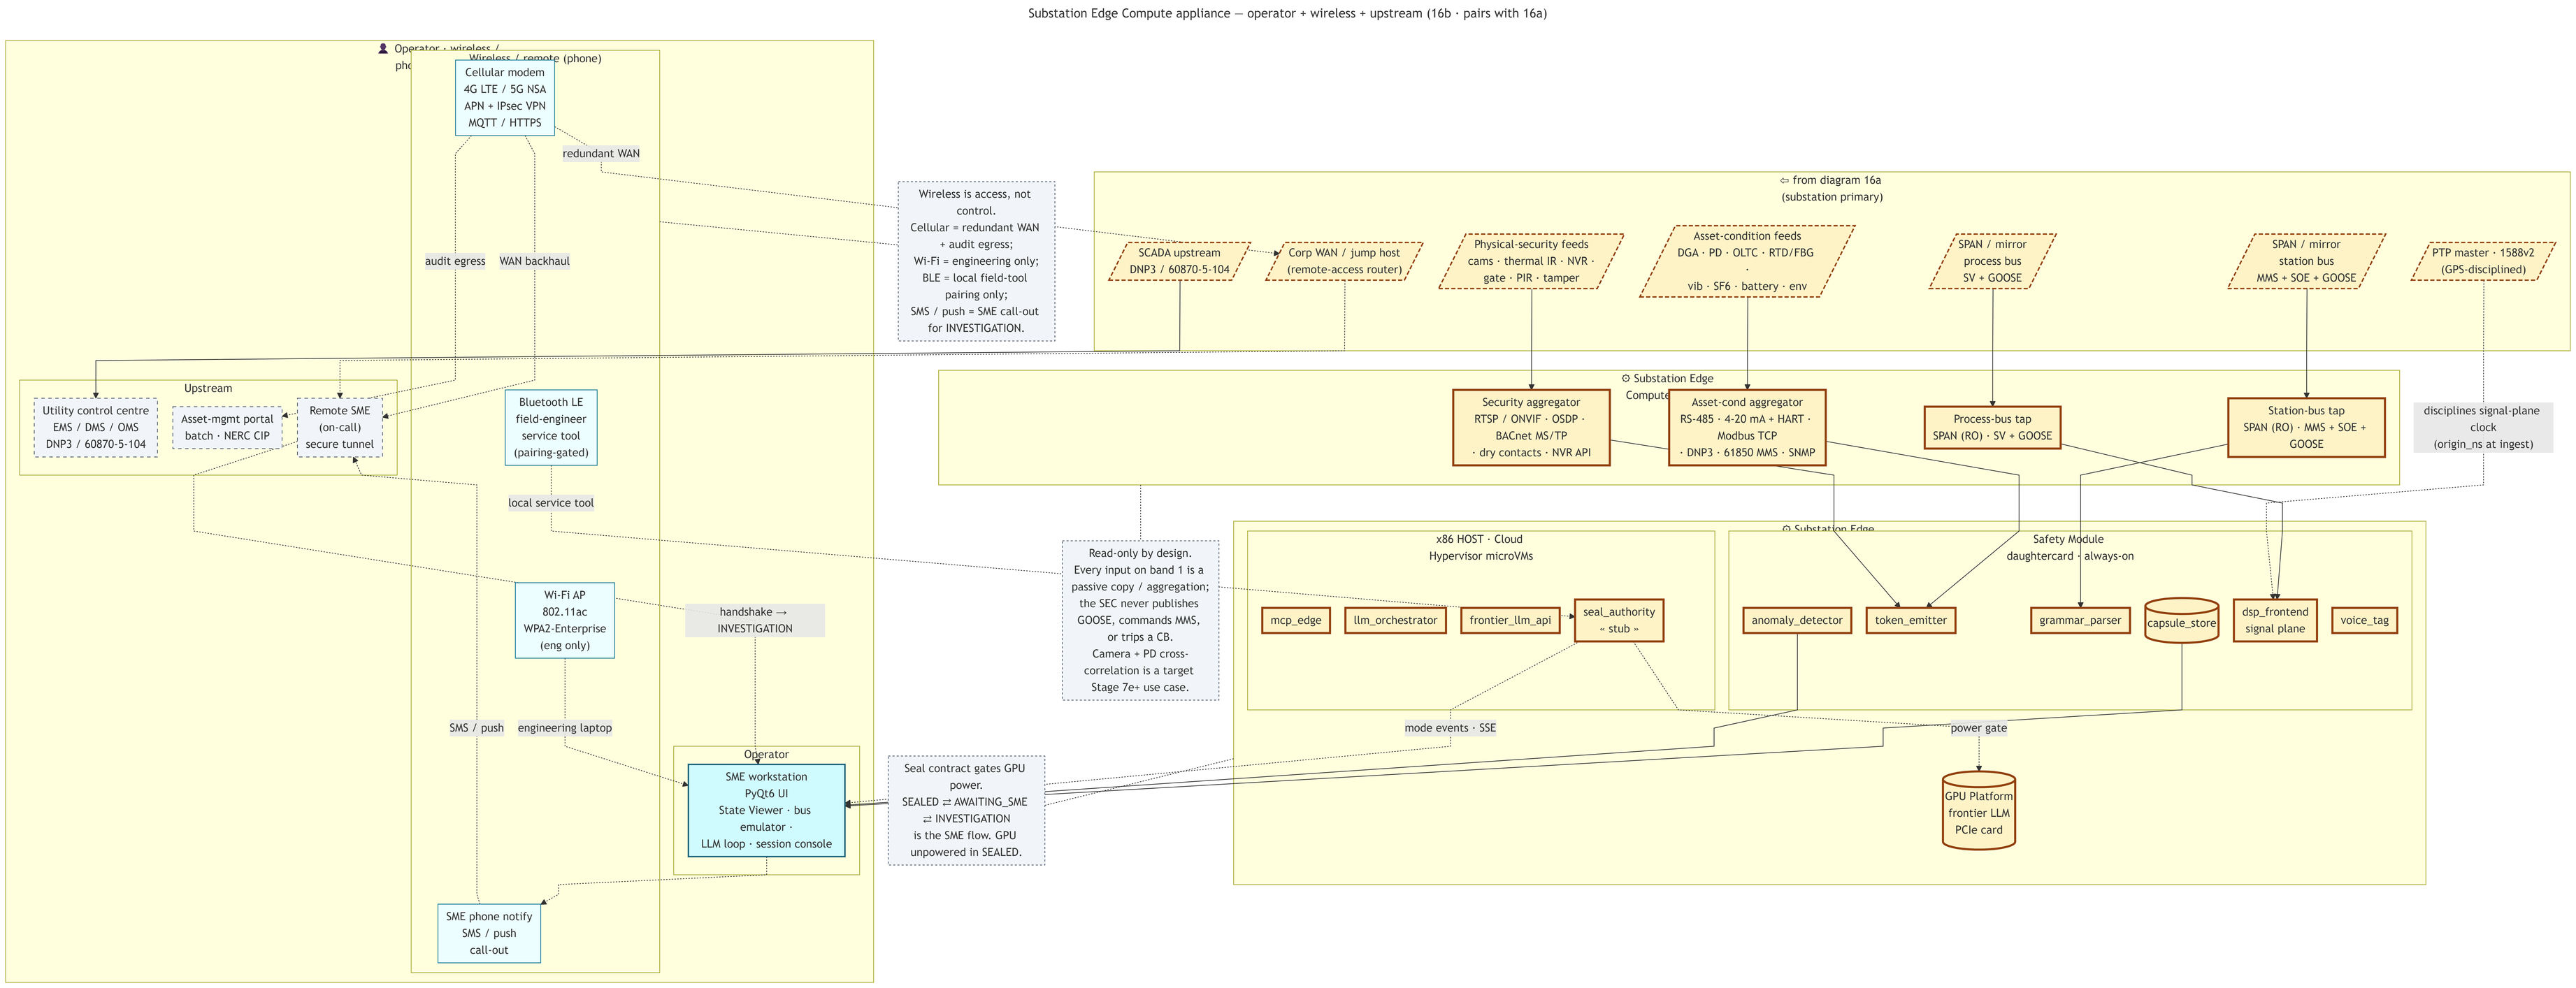 Substation Edge Compute appliance — operator + wireless + upstream (16b · pairs with 16a)
👤 Operator · wireless /
Wireless / remote (phone)
Cellular modem
4G LTE / 5G NSA
APN + IPsec VPN
MQTT / HTTPS
redundant WAN
audit egress
WAN backhaul
Wireless is access, not
control.
Cellular = redundant WAN
+ audit egress;
Wi-Fi = engineering only;
BLE = local field-tool
pairing only;
SMS / push = SME call-out
for INVESTIGATION.
⇦ from diagram 16a
(substation primary)
SCADA upstream
DNP3 / 60870-5-104
Corp WAN / jump host
(remote-access router)
Physical-security feeds
cams · thermal IR · NVR ·
gate · PIR · tamper
Asset-condition feeds
DGA · PD · OLTC · RTD/FBG
·
vib · SF6 · battery · env
SPAN / mirror
process bus
SV + GOOSE
SPAN / mirror
station bus
MMS + SOE + GOOSE
PTP master · 1588v2
(GPS-disciplined)
Upstream
Utility control centre
EMS / DMS / OMS
DNP3 / 60870-5-104
Asset-mgmt portal
batch · NERC CIP
Remote SME
(on-call)
secure tunnel
Bluetooth LE
field-engineer
service tool
(pairing-gated)
local service tool
⚙ Substation Edge
Security aggregator
RTSP / ONVIF · OSDP ·
BACnet MS/TP
· dry contacts · NVR API
Asset-cond aggregator
RS-485 · 4-20 mA + HART ·
Modbus TCP
· DNP3 · 61850 MMS · SNMP
Process-bus tap
SPAN (RO) · SV + GOOSE
Station-bus tap
SPAN (RO) · MMS + SOE +
GOOSE
disciplines signal-plane
clock
(origin_ns at ingest)
Read-only by design.
Every input on band 1 is a
passive copy / aggregation;
the SEC never publishes
GOOSE, commands MMS,
or trips a CB.
Camera + PD cross-
correlation is a target
Stage 7e+ use case.
⚙ Substation Edge
x86 HOST · Cloud
Hypervisor microVMs
mcp_edge
llm_orchestrator
frontier_llm_api
seal_authority
« stub »
Safety Module
daughtercard · always-on
anomaly_detector
token_emitter
grammar_parser
capsule_store
dsp_frontend
signal plane
voice_tag
Wi-Fi AP
802.11ac
WPA2-Enterprise
(eng only)
handshake →
INVESTIGATION
SMS / push
engineering laptop
mode events · SSE
power gate
Operator
SME workstation
PyQt6 UI
State Viewer · bus
emulator ·
LLM loop · session console
Seal contract gates GPU
power.
SEALED ⇄ AWAITING_SME
⇄ INVESTIGATION
is the SME flow. GPU
unpowered in SEALED.
GPU Platform
frontier LLM
PCIe card
SME phone notify
SMS / push
call-out